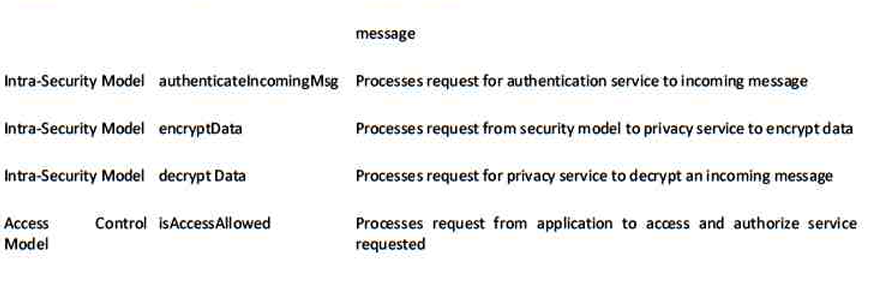 message
Intra-Security Model authenticateIncomingMsg Processes request for authentication service to incoming message
Intra-Security Model encryptData Processes request from security model to privacy service to encrypt data
Intra-Security Model decrypt Data Processes request for privacy service to decrypt an incoming message
Access Control isAccessAllowed Processes request from application to access and authorize service
Model requested